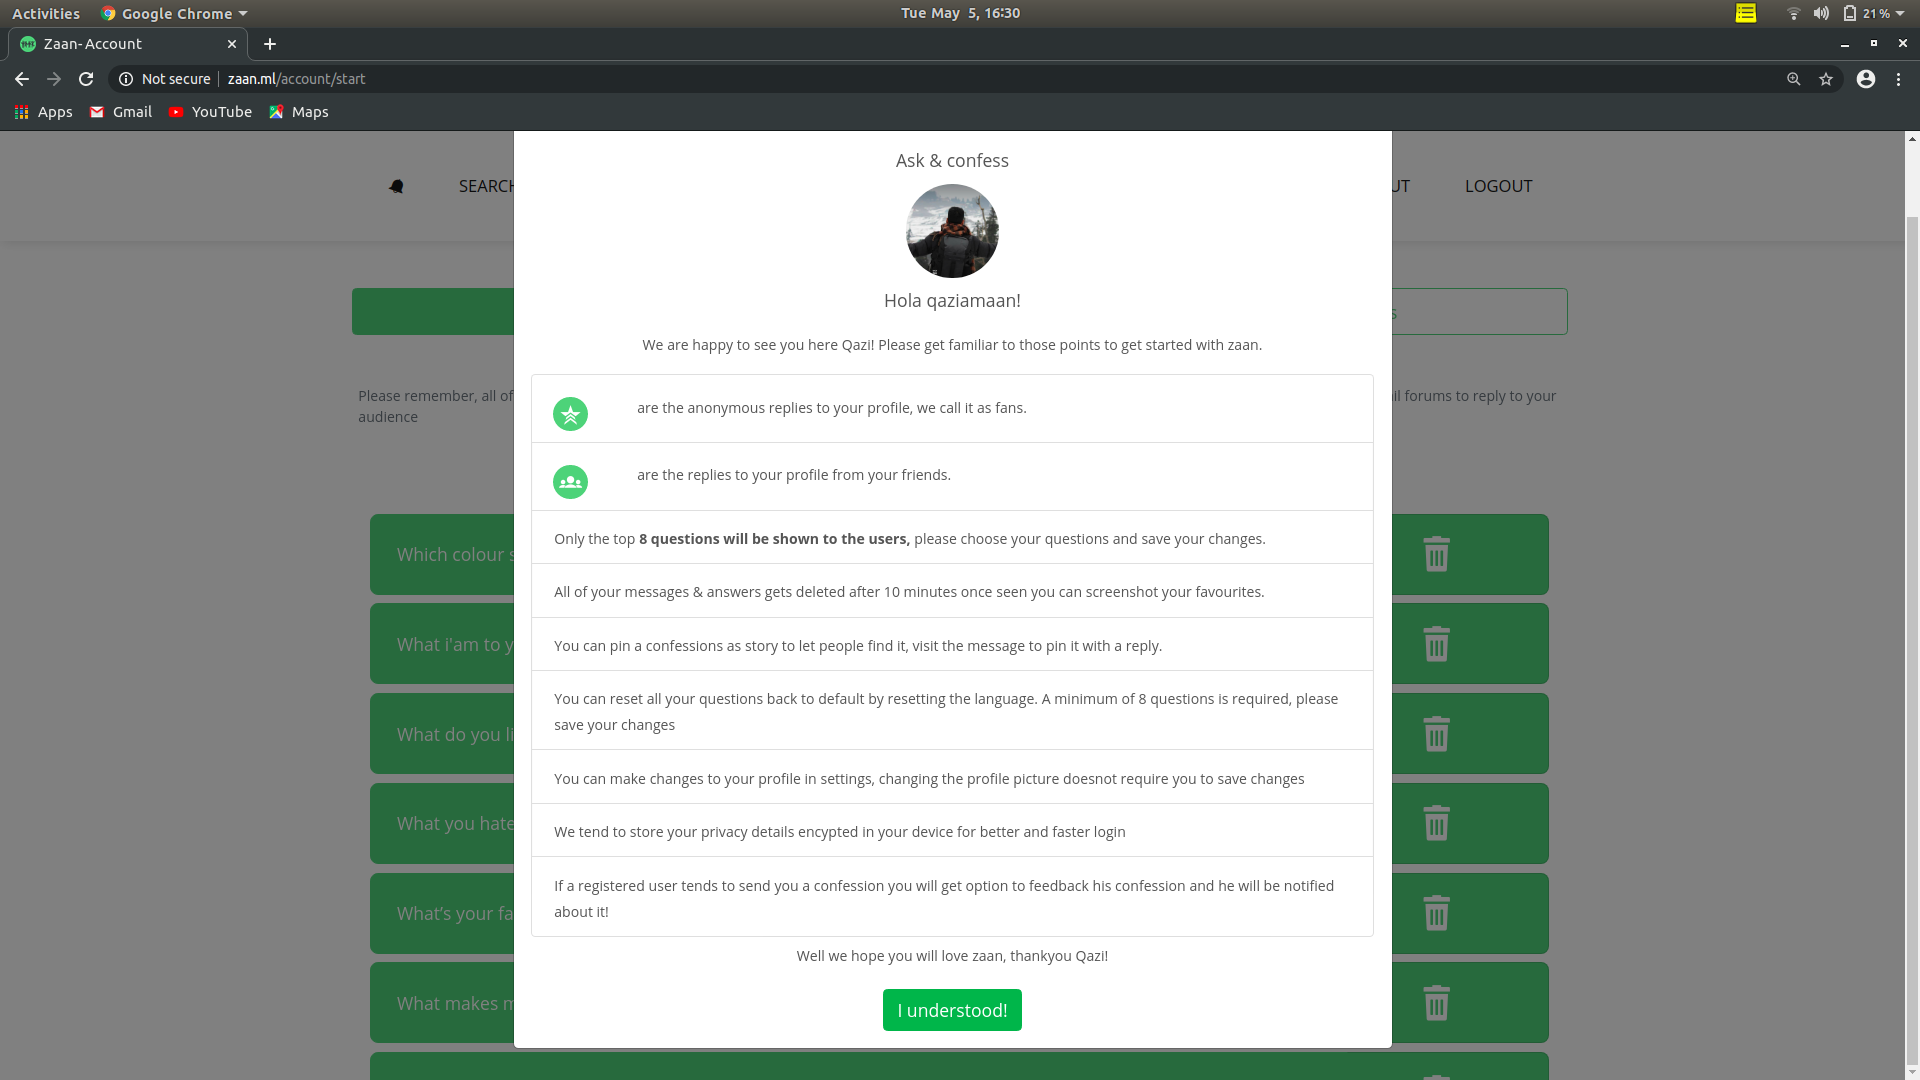 Activities Google Chrome Tue May 5, 16:30 21%
Zaan- Account
Not secure zaan.ml/account/start
Apps Gmail YouTube Maps
Ask & confess
SEARCH UT LOGOUT
Hola qaziamaan!
We are happy to see you here Qazi! Please get familiar to those points to get started with zaan.
Please remember, all of il forums to reply to your
audience
are the anonymous replies to your profile, we call it as fans.
are the replies to your profile from your friends.
Only the top 8 questions will be shown to the users, please choose your questions and save your changes.
Which colour s
All of your messages & answers gets deleted after 10 minutes once seen you can screenshot your favourites.
What i'am to y
You can pin a confessions as story to let people find it, visit the message to pin it with a reply.
You can reset all your questions back to default by resetting the language. A minimum of 8 questions is required, please
save your changes
What do you li
You can make changes to your profile in settings, changing the profile picture doesnot require you to save changes
What you hate
We tend to store your privacy details encypted in your device for better and faster login
If a registered user tends to send you a confession you will get option to feedback his confession and he will be notified
about it!
What's your fa
Well we hope you will love zaan, thankyou Qazi!
What makes m
I understood!